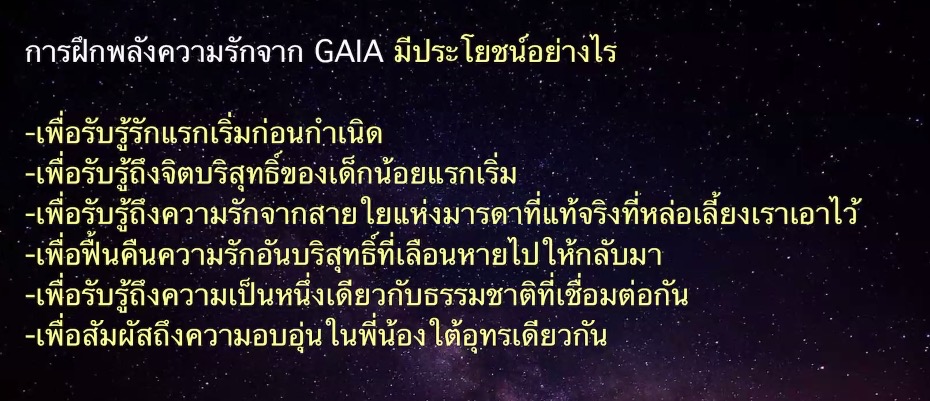 การฝึกพลังความรักจาก GAIA มีประโยชน์อย่างไร
-เพื่อรับรู้รักแรกเริ่มก่อนกำเนิด
-เพื่อรับรู้ถึงจิตบริสุทธิ์ของเด็กน้อยแรกเริ่ม
-เพื่อรับรู้ถึงความรักจากสายใยแห่งมารดาที่แท้จริงที่หล่อเลี้ยงเราเอาไว้
-เพื่อฟื้นคืนความรักอันบริสุทธิ์ที่เลือนหายไปให้กลับมา
-เพื่อรับรู้ถึงความเป็นหนึ่งเดียวกับธรรมชาติที่เชื่อมต่อกัน
-เพื่อสัมผัสถึงความอบอุ่นในพี่น้องใต้อุทรเดียวกัน